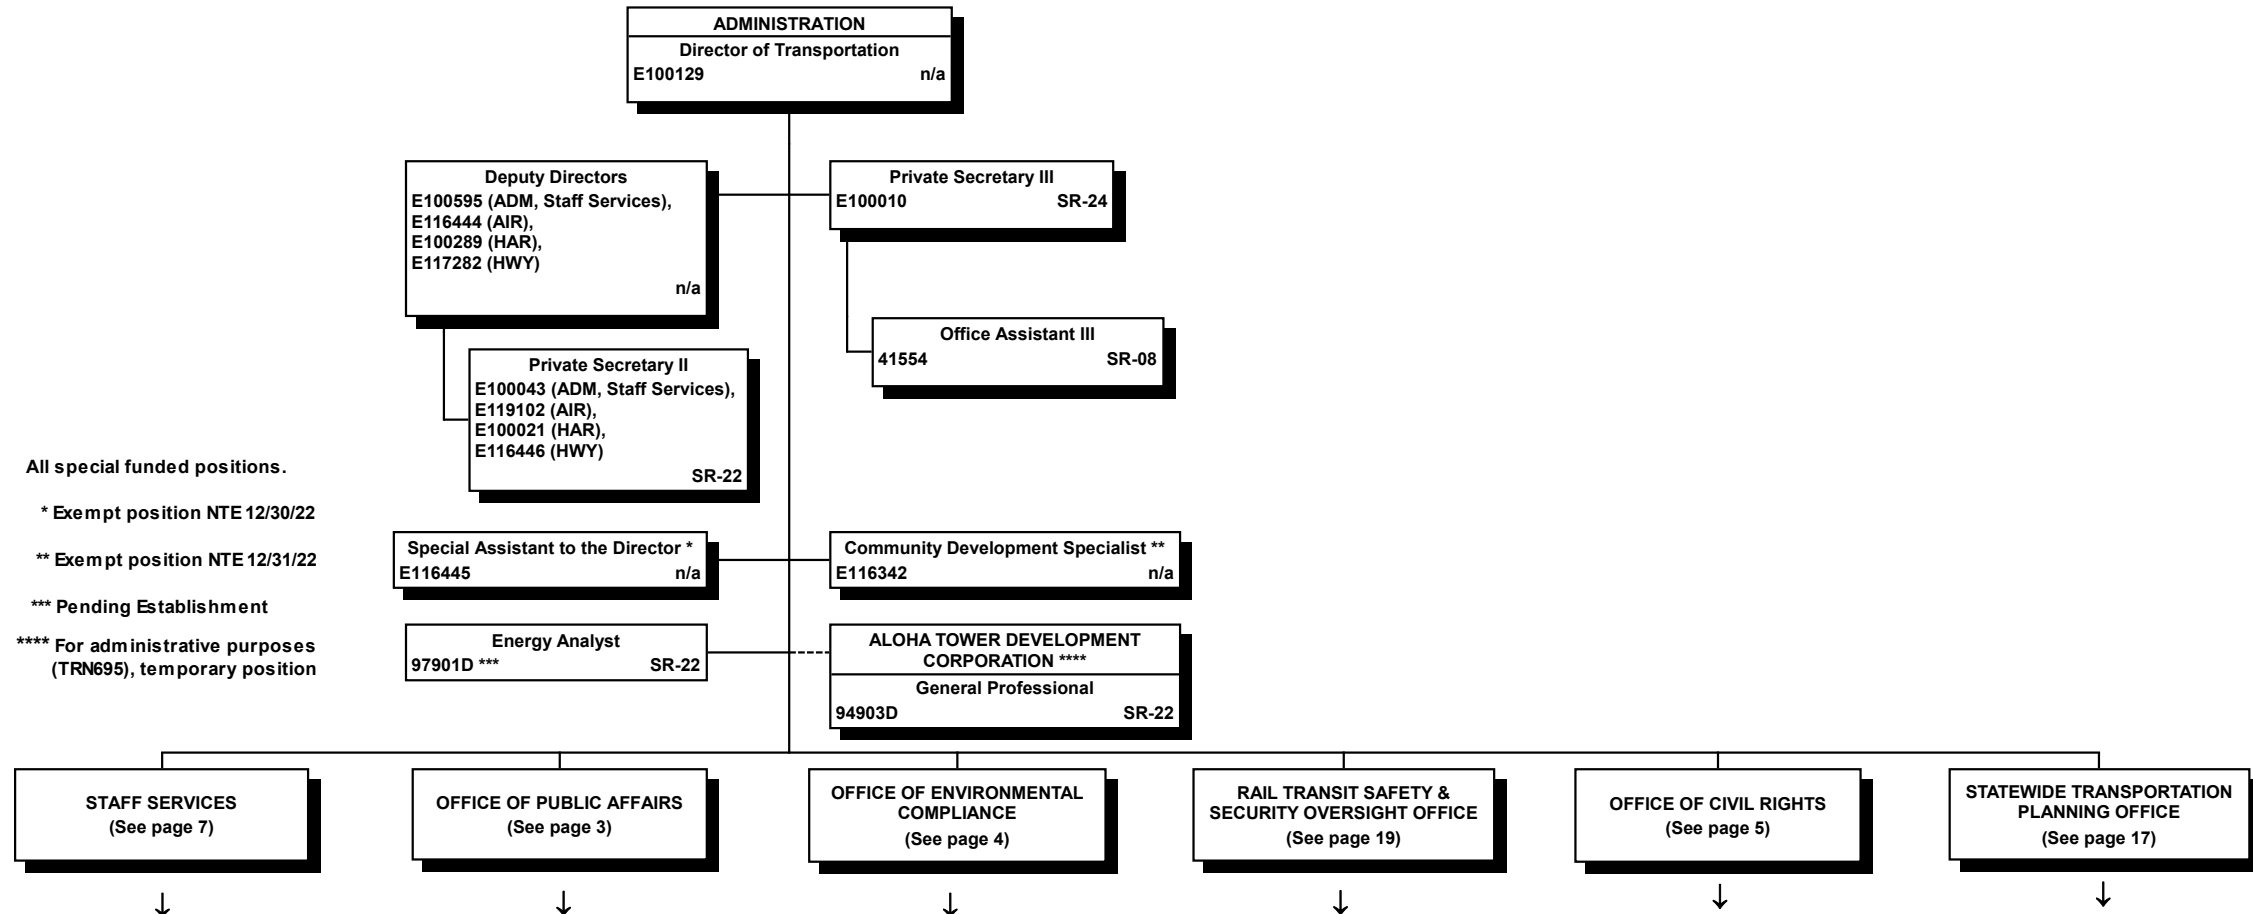 ADMINISTRATION
Director of Transportation
E100129 n/a
Deputy Directors
E100595 (ADM, Staff Services),
E116444 (AIR),
E100289 (HAR),
E117282 (HWY)
n/a
Private Secretary III
E100010 SR-24
Office Assistant III
41554 SR-08
Private Secretary II
E100043 (ADM, Staff Services),
E119102 (AIR),
E100021 (HAR),
E116446 (HWY)
SR-22
All special funded positions.
* Exempt position NTE 12/30/22
** Exempt position NTE 12/31/22
*** Pending Establishment
**** For administrative purposes
(TRN695), temporary position
Special Assistant to the Director *
E116445 n/a
Community Development Specialist **
E116342 n/a
Energy Analyst
97901D *** SR-22
ALOHA TOWER DEVELOPMENT
CORPORATION ****
General Professional
94903D SR-22
STAFF SERVICES
(See page 7)
OFFICE OF PUBLIC AFFAIRS
(See page 3)
OFFICE OF ENVIRONMENTAL
COMPLIANCE
(See page 4)
RAIL TRANSIT SAFETY &
SECURITY OVERSIGHT OFFICE
(See page 19)
OFFICE OF CIVIL RIGHTS
(See page 5)
STATEWIDE TRANSPORTATION
PLANNING OFFICE
(See page 17)